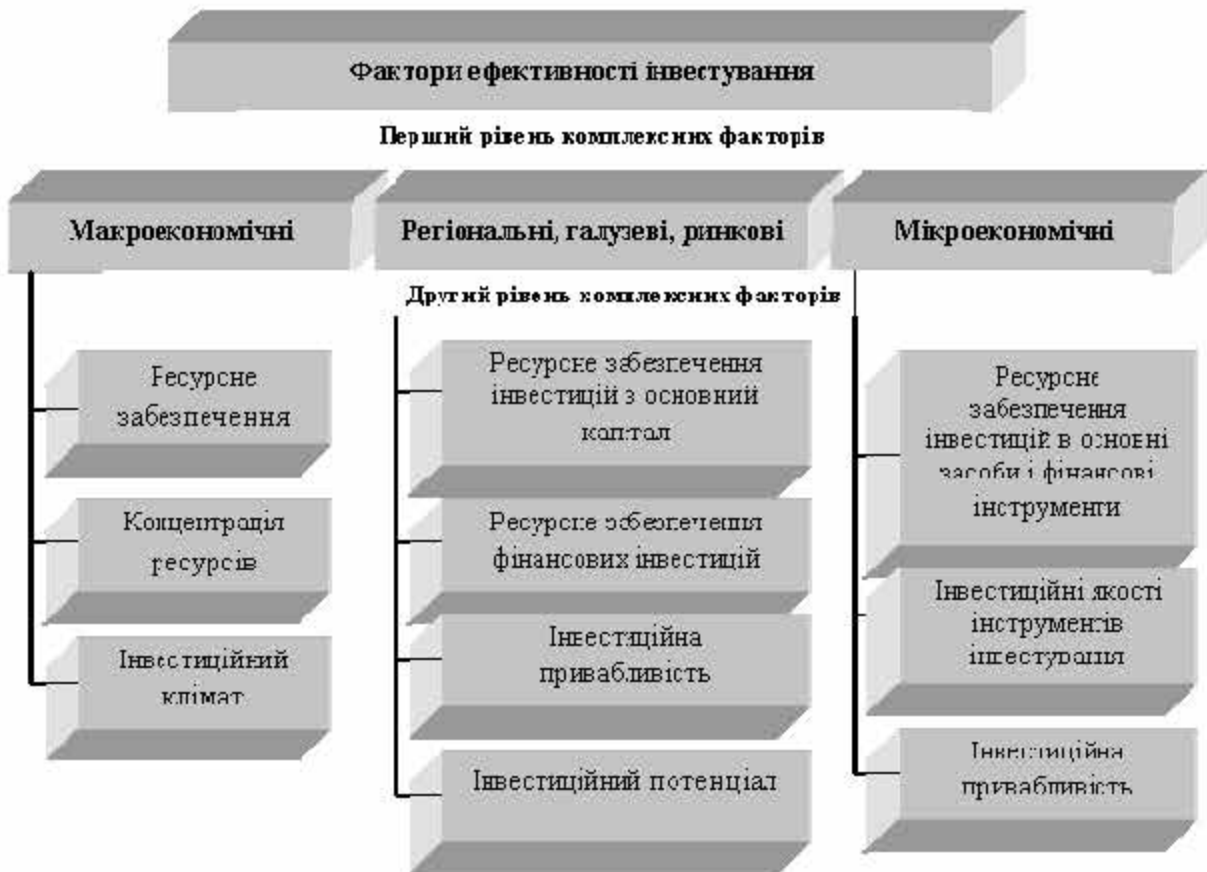 Фактори ефективності інвестування
Перший рівень комплексних факторів
Макроекономічні
Регіональні, галузеві, ринкові
Мікроекономічні
Другий рівень комплексних факторів
Ресурсне
забезпечення
Концентрація
ресурсів
Інвестиційний
клімат
Ресурсне забезпечення
інвестицій з основний
капітал
Ресурсне забезпечення
фінансових інвестицій
Інвестиційна
привабливість
Інвестиційний потенціал
Ресурсне
забезпечення
інвестицій в основні
засоби і фінансові
інструменти
Інвестиційні якості
інструментів
інвестування
Інвестиційна
привабливість